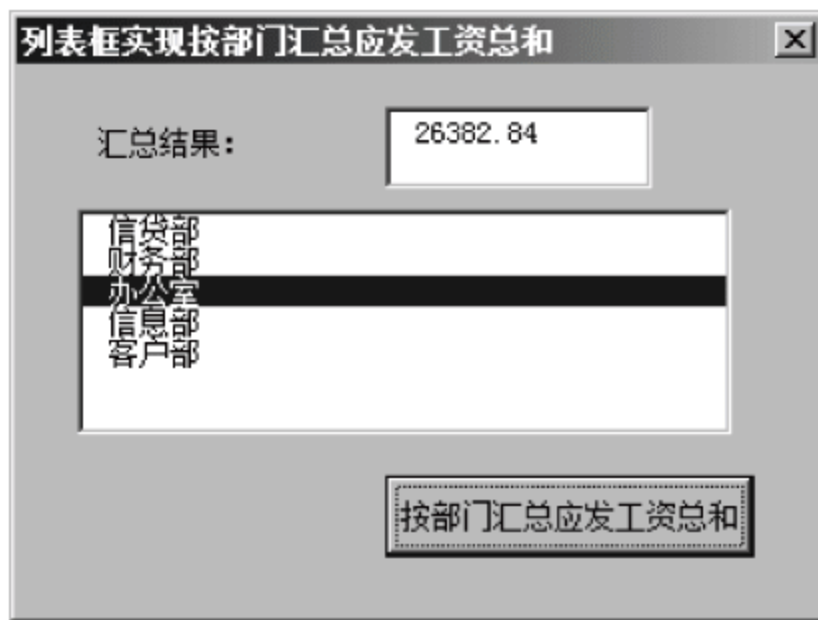 列表框实现按部门汇总应发工资总和
汇总结果:
26382.84
信贷部
财务部
办公室
信息部
客户部
按部门汇总应发工资总和